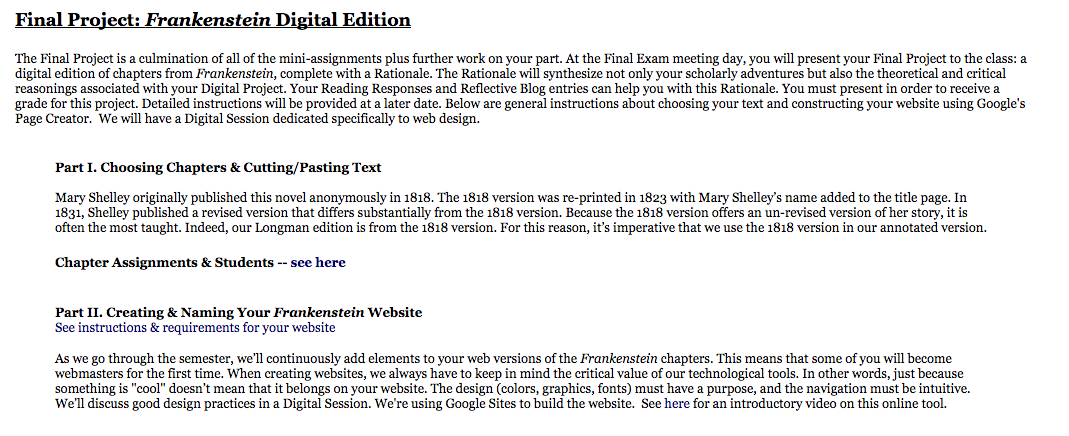 Final Project: Frankenstein Digital Edition
The Final Project is a culmination of all of the mini-assignments plus further work on your part. At the Final Exam meeting day, you will present your Final Project to the class: a
digital edition of chapters from Frankenstein, complete with a Rationale. The Rationale will synthesize not only your scholarly adventures but also the theoretical and critical
reasonings associated with your Digital Project. Your Reading Responses and Reflective Blog entries can help you with this Rationale. You must present in order to receive a
grade for this project. Detailed instructions will be provided at a later date. Below are general instructions about choosing your text and constructing your website using Google's
Page Creator. We will have a Digital Session dedicated specifically to web design.
Part I. Choosing Chapters & Cutting/Pasting Text
Mary Shelley originally published this novel anonymously in 1818. The 1818 version was re-printed in 1823 with Mary Shelley's name added to the title page. In
1831, Shelley published a revised version that differs substantially from the 1818 version. Because the 1818 version offers an un-revised version of her story, it is
often the most taught. Indeed, our Longman edition is from the 1818 version. For this reason, it's imperative that we use the 1818 version in our annotated version.
Chapter Assignments & Students -- see here
Part II. Creating & Naming Your Frankenstein Website
See instructions & requirements for your website
As we go through the semester, we'll continuously add elements to your web versions of the Frankenstein chapters. This means that some of you will become
webmasters for the first time. When creating websites, we always have to keep in mind the critical value of our technological tools. In other words, just because
something is "cool" doesn't mean that it belongs on your website. The design (colors, graphics, fonts) must have a purpose, and the navigation must be intuitive.
We'll discuss good design practices in a Digital Session. We're using Google Sites to build the website. See here for an introductory video on this online tool.